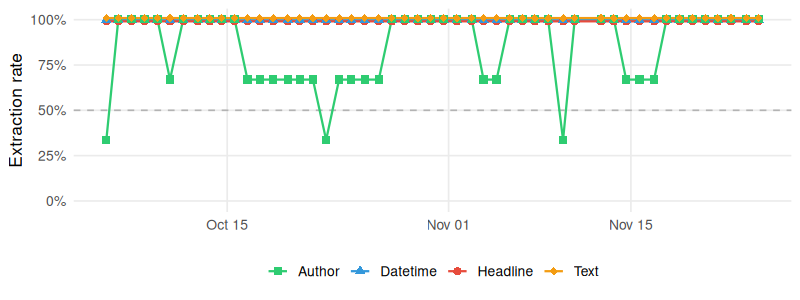 Extraction rate
100%
75%
50%
25%
0%
Oct 15 Nov 01 Nov 15
Author Datetime Headline Text